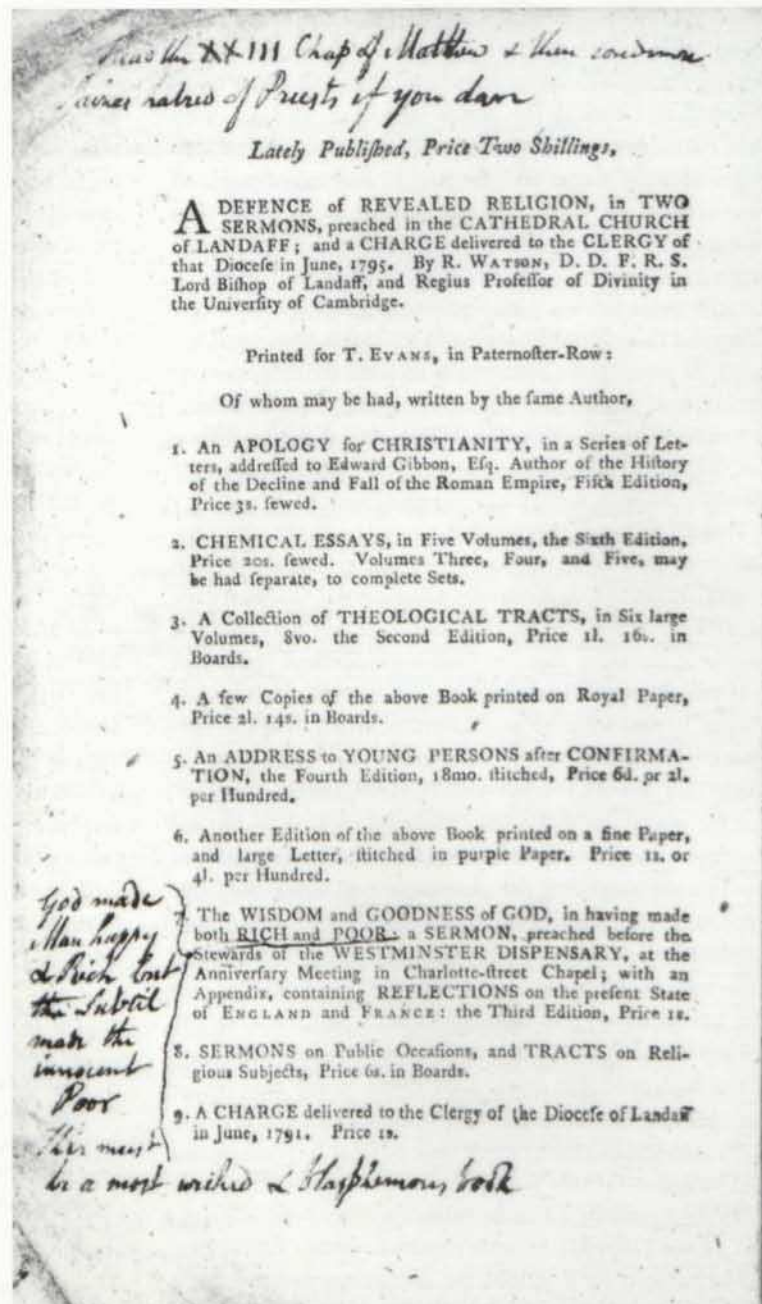 Read the XXIII Chap of Matthew & then condemn
Paines hatred of Priests if you dare
Lately Publiſhed, Price Two Shillings,
A DEFENCE of REVEALED RELIGION, in TWO
SERMONS, preached in the CATHEDRAL CHURCH
of LANDAFF; and a CHARGE delivered to the CLERGY of
that Dioceſe in June, 1795. By R. WATSON, D. D. F. R. S.
Lord Biſhop of Landaff, and Regius Profeſſor of Divinity in
the Univerſity of Cambridge.
Printed for T. EVANS, in Paternoſter-Row:
Of whom may be had, written by the ſame Author,
1. An APOLOGY for CHRISTIANITY, in a Series of Let-
ters, addreſſed to Edward Gibbon, Eſq. Author of the Hiſtory
of the Decline and Fall of the Roman Empire, Fifth Edition,
Price 3s. ſewed.
2. CHEMICAL ESSAYS, in Five Volumes, the Sixth Edition.
Price 20s. ſewed. Volumes Three, Four, and Five, may
be had ſeparate, to complete Sets.
3. A Collection of THEOLOGICAL TRACTS, in Six large
Volumes, 8vo. the Second Edition, Price 1l. 16s. in
Boards.
4. A few Copies of the above Book printed on Royal Paper,
Price 2l. 14s. in Boards.
5. An ADDRESS to YOUNG PERSONS after CONFIRMA-
TION, the Fourth Edition, 18mo. ſtitched, Price 6d. or 2l.
per Hundred.
6. Another Edition of the above Book printed on a fine Paper,
and large Letter, ſtitched in purple Paper. Price 1s. or
4l. per Hundred.
7. The WISDOM and GOODNESS of GOD, in having made
both RICH and POOR: a SERMON, preached before the
Stewards of the WESTMINSTER DISPENSARY, at the
Anniverſary Meeting in Charlotte-ſtreet Chapel; with an
Appendix, containing REFLECTIONS on the preſent State
of ENGLAND and FRANCE: the Third Edition, Price 1s.
8. SERMONS on Public Occaſions, and TRACTS on Reli-
gious Subjects, Price 6s. in Boards.
9. A CHARGE delivered to the Clergy of the Dioceſe of Landaff
in June, 1791. Price 1s.
God made
Man happy
& Rich but
the Subtil
made the
innocent
Poor
This must
be a most wicked & blasphemous book